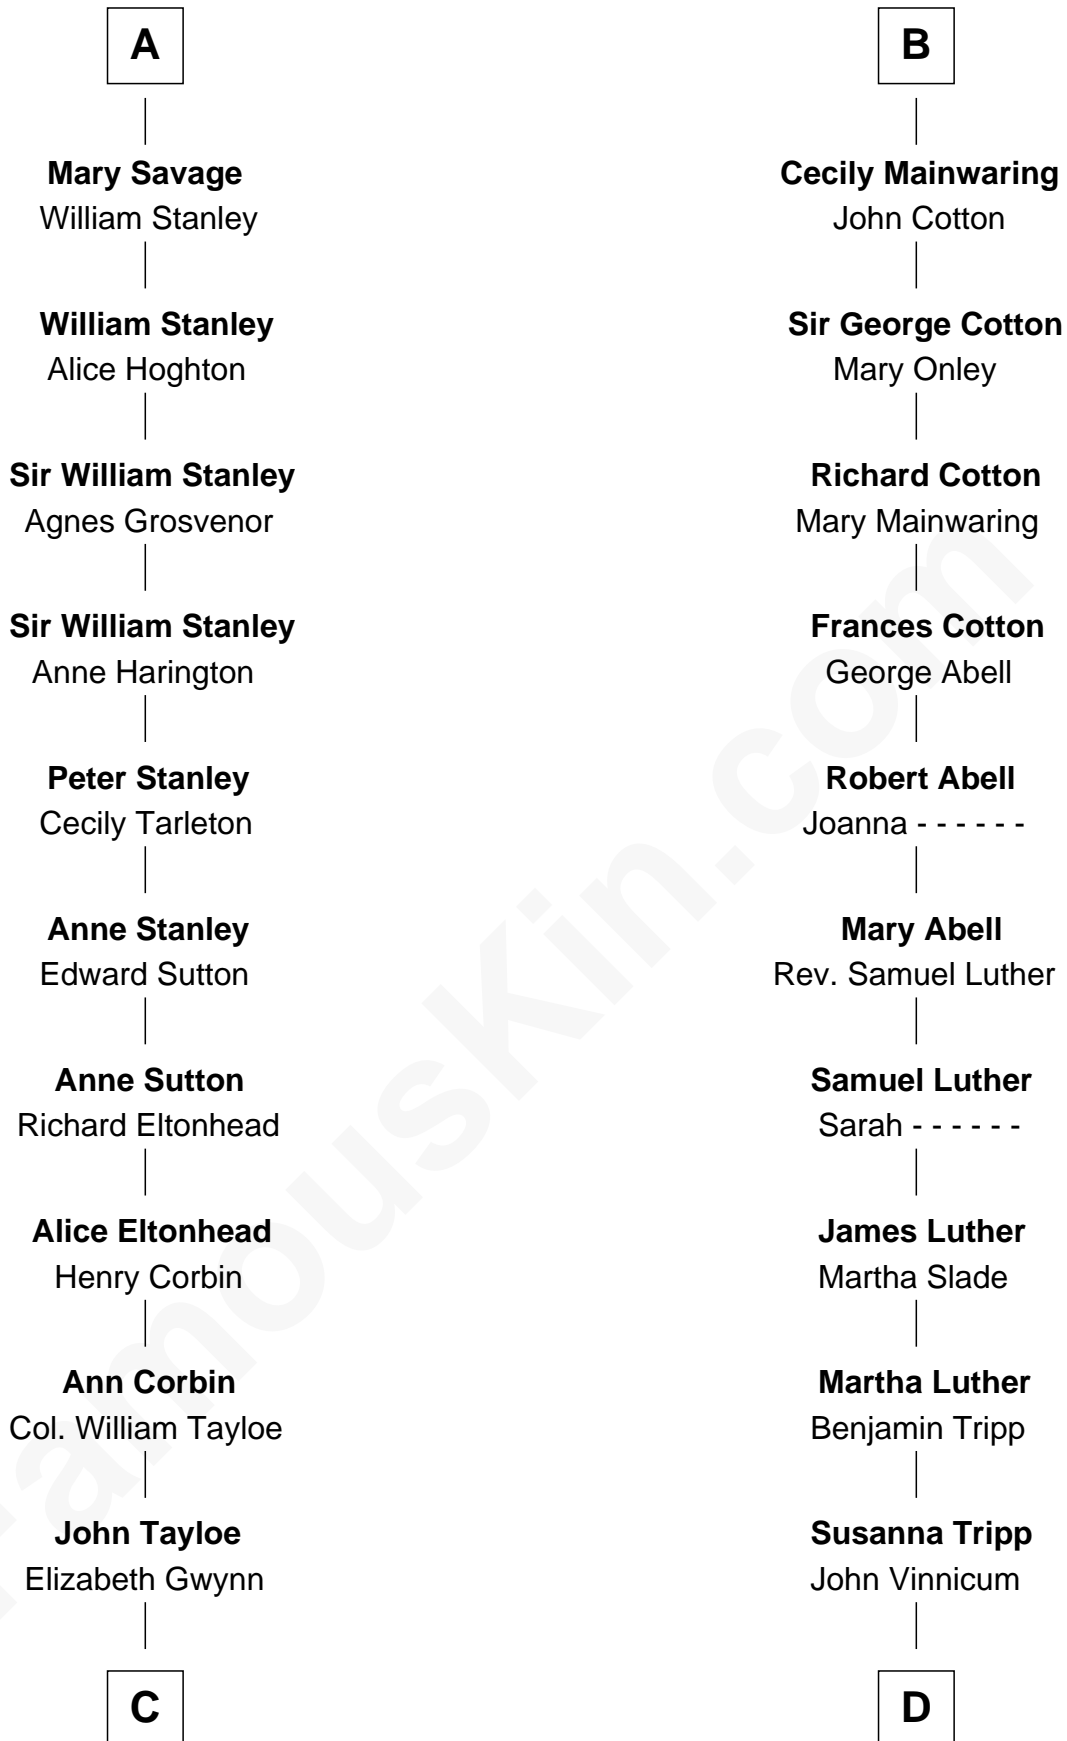 A
Mary Savage
William Stanley
William Stanley
Alice Hoghton
Sir William Stanley
Agnes Grosvenor
Sir William Stanley
Anne Harington
Peter Stanley
Cecily Tarleton
Anne Stanley
Edward Sutton
Anne Sutton
Richard Eltonhead
Alice Eltonhead
Henry Corbin
Ann Corbin
Col. William Tayloe
John Tayloe
Elizabeth Gwynn
C
B
Cecily Mainwaring
John Cotton
Sir George Cotton
Mary Onley
Richard Cotton
Mary Mainwaring
Frances Cotton
George Abell
Robert Abell
Joanna - - - - - -
Mary Abell
Rev. Samuel Luther
Samuel Luther
Sarah - - - - - -
James Luther
Martha Slade
Martha Luther
Benjamin Tripp
Susanna Tripp
John Vinnicum
D
FamousKin.com